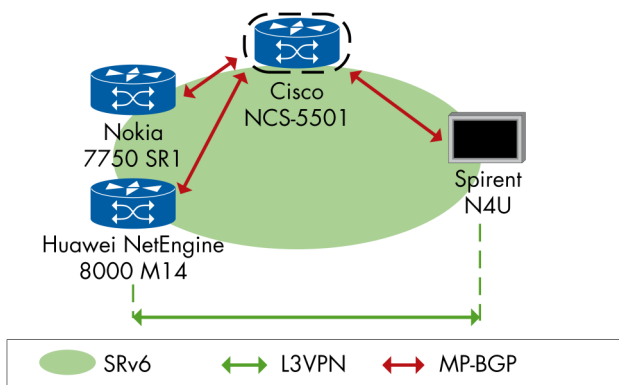 Cisco
NCS-5501
Nokia
7750 SR1
Spirent
N4U
Huawei NetEngine
8000 M14
SRv6
L3VPN
MP-BGP